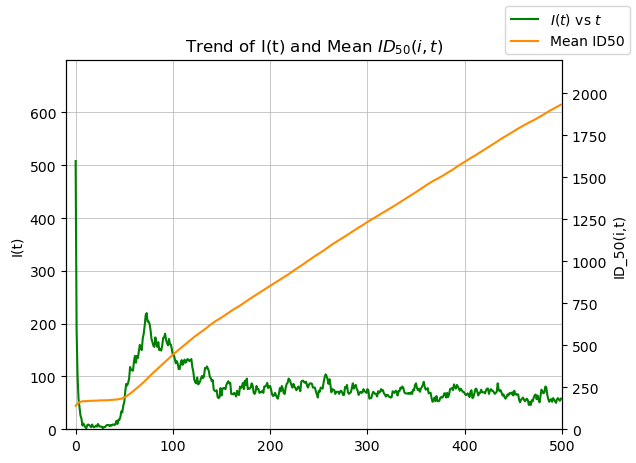 I(t) vs t
Mean ID50
Trend of I(t) and Mean ID₅₀(i, t)
600
500
400
300
200
100
0
I(t)
2000
1750
1500
1250
1000
750
500
250
0
ID_50(i,t)
0 100 200 300 400 500